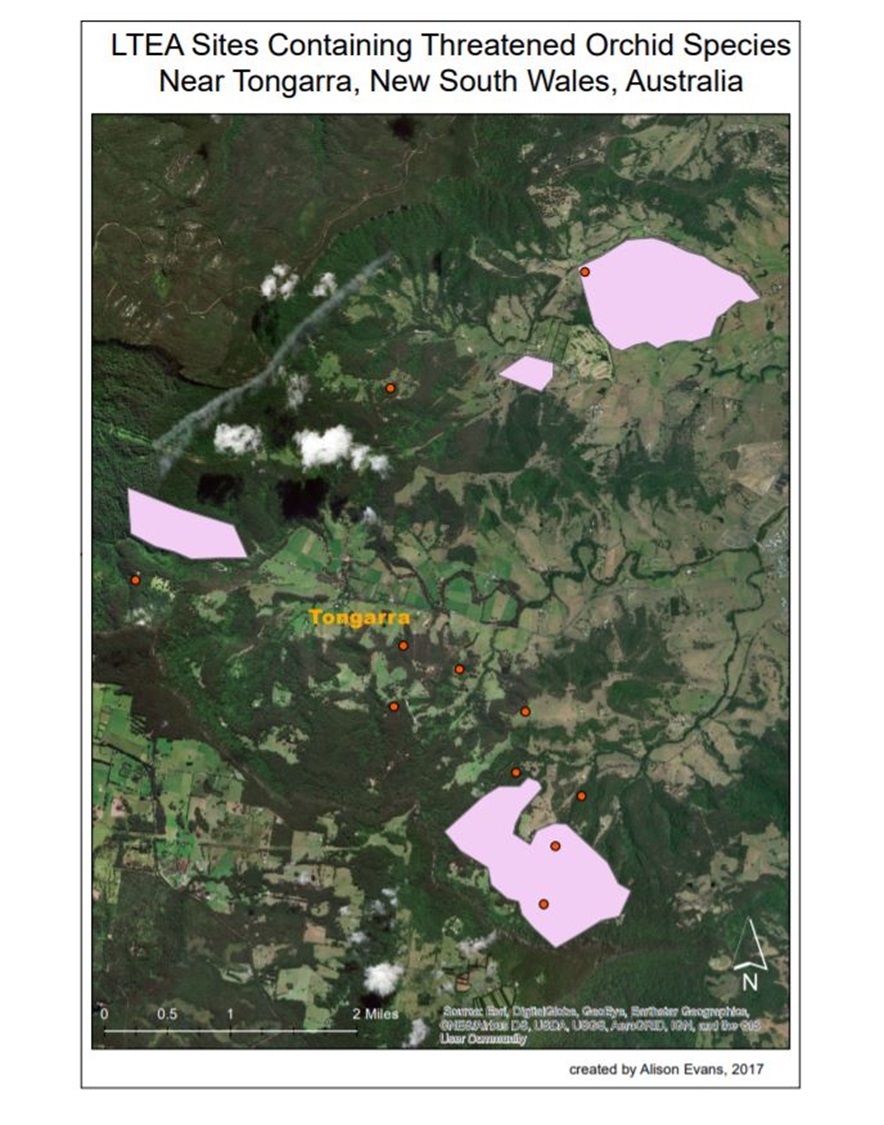 LTEA Sites Containing Threatened Orchid Species
Near Tongarra, New South Wales, Australia
Tongarra
0 0.5 1 2 Miles
N
Source: Esri, DigitalGlobe, GeoEye, Earthstar Geographics,
CNES/Airbus DS, USDA, USGS, AeroGRID, IGN, and the GIS
User Community
created by Alison Evans, 2017